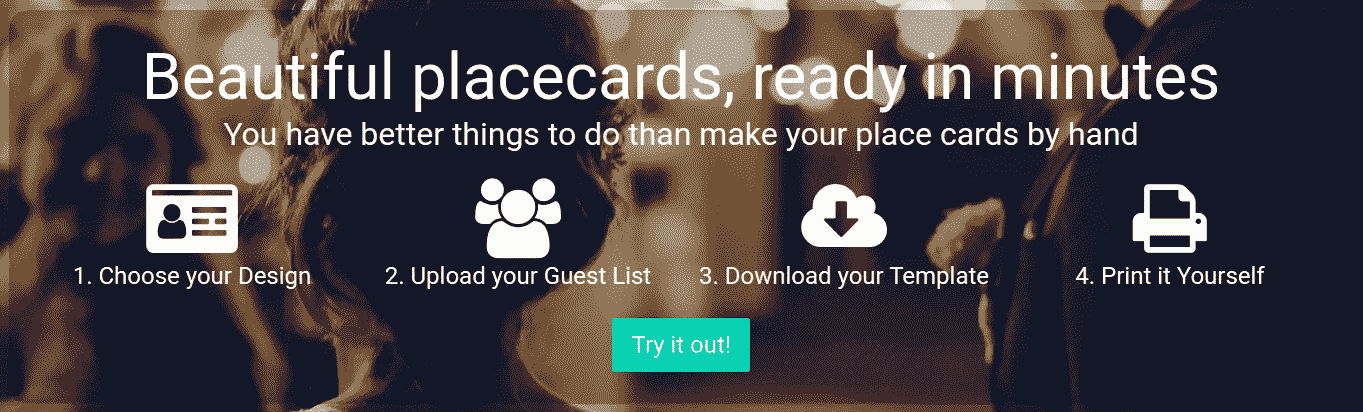 Beautiful placecards, ready in minutes
You have better things to do than make your place cards by hand
1. Choose your Design
2. Upload your Guest List
3. Download your Template
4. Print it Yourself
Try it out!